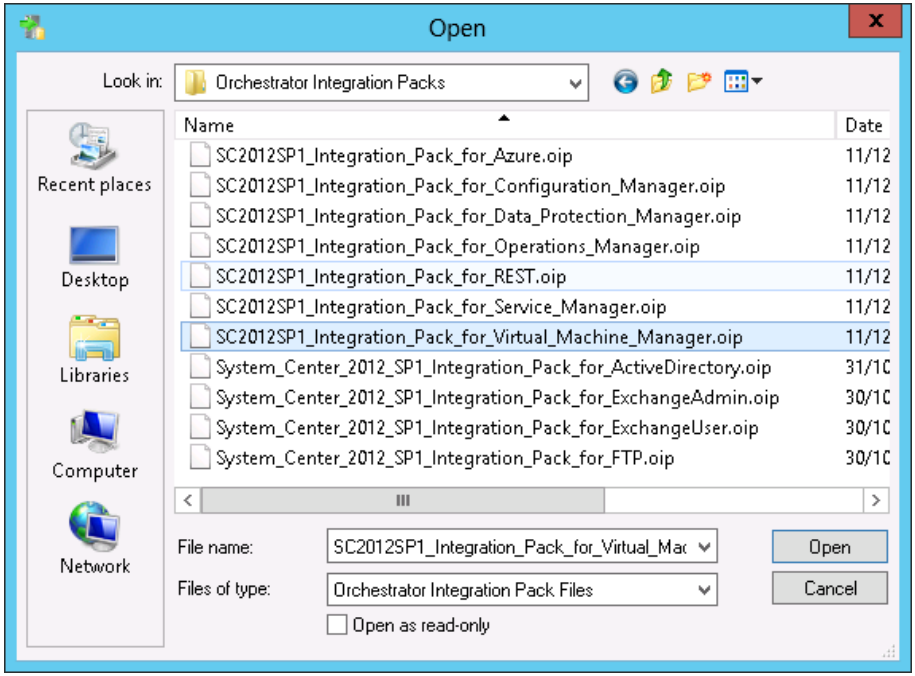 Open
x
Look in:
Orchestrator Integration Packs
Name
Date
SC2012SP1_Integration_Pack_for_Azure.oip
11/12
SC2012SP1_Integration_Pack_for_Configuration_Manager.oip
11/12
SC2012SP1_Integration_Pack_for_Data_Protection_Manager.oip
11/12
SC2012SP1_Integration_Pack_for_Operations_Manager.oip
11/12
SC2012SP1_Integration_Pack_for_REST.oip
11/12
SC2012SP1_Integration_Pack_for_Service_Manager.oip
11/12
SC2012SP1_Integration_Pack_for_Virtual_Machine_Manager.oip
11/12
System_Center_2012_SP1_Integration_Pack_for_ActiveDirectory.oip
31/10
System_Center_2012_SP1_Integration_Pack_for_ExchangeAdmin.oip
30/10
System_Center_2012_SP1_Integration_Pack_for_ExchangeUser.oip
30/10
System_Center_2012_SP1_Integration_Pack_for_FTP.oip
30/10
Recent places
Desktop
Libraries
Computer
Network
File name:
SC2012SP1_Integration_Pack_for_Virtual_Mac
Open
Files of type:
Orchestrator Integration Pack Files
Cancel
Open as read-only